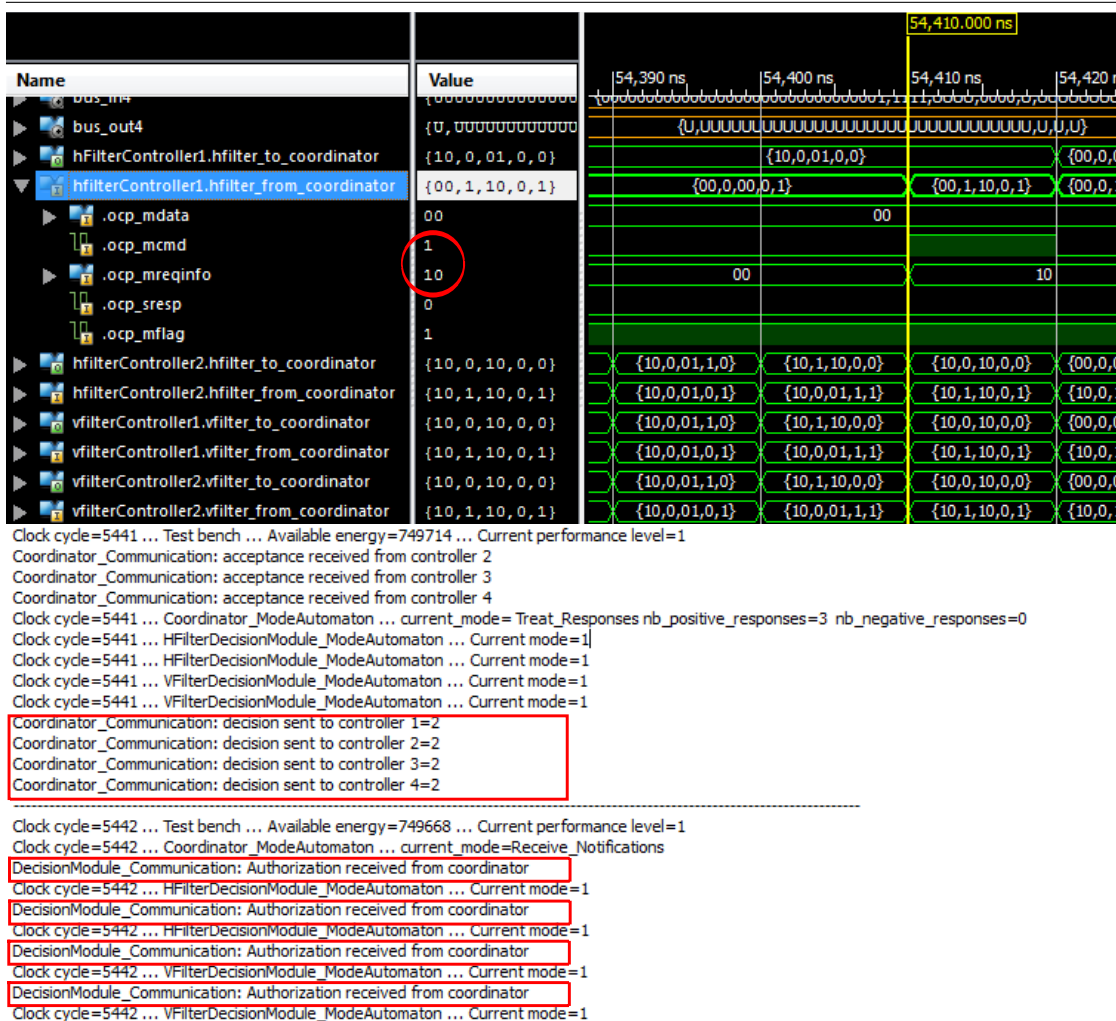 54,410.000 ns
Name Value 54,390 ns 54,400 ns 54,410 ns 54,420
bus_in4
bus_out4
hFilterController1.hfilter_to_coordinator {10,0,01,0,0} {10,0,01,0,0} {00,0,
hfilterController1.hfilter_from_coordinator {00,1,10,0,1} {00,0,00,0,1} {00,1,10,0,1} {00,0,
.ocp_mdata 00 00
.ocp_mcmd 1
.ocp_mreqinfo 10 00 10
.ocp_sresp 0
.ocp_mflag 1
hfilterController2.hfilter_to_coordinator {10,0,10,0,0} {10,0,01,1,0} {10,1,10,0,0} {10,0,10,0,0} {00,0,
hfilterController2.hfilter_from_coordinator {10,1,10,0,1} {10,0,01,0,1} {10,0,01,1,1} {10,1,10,0,1} {10,0,
vfilterController1.vfilter_to_coordinator {10,0,10,0,0} {10,0,01,1,0} {10,1,10,0,0} {10,0,10,0,0} {00,0,
vfilterController1.vfilter_from_coordinator {10,1,10,0,1} {10,0,01,0,1} {10,0,01,1,1} {10,1,10,0,1} {10,0,
vfilterController2.vfilter_to_coordinator {10,0,10,0,0} {10,0,01,1,0} {10,1,10,0,0} {10,0,10,0,0} {00,0,
vfilterController2.vfilter_from_coordinator {10,1,10,0,1} {10,0,01,0,1} {10,0,01,1,1} {10,1,10,0,1} {10,0,
Clock cycle=5441 ... Test bench ... Available energy=749714 ... Current performance level=1
Coordinator_Communication: acceptance received from controller 2
Coordinator_Communication: acceptance received from controller 3
Coordinator_Communication: acceptance received from controller 4
Clock cycle=5441 ... Coordinator_ModeAutomaton ... current_mode= Treat_Responses nb_positive_responses=3 nb_negative_responses=0
Clock cycle=5441 ... HFilterDecisionModule_ModeAutomaton ... Current mode=1
Clock cycle=5441 ... HFilterDecisionModule_ModeAutomaton ... Current mode=1
Clock cycle=5441 ... VFilterDecisionModule_ModeAutomaton ... Current mode=1
Clock cycle=5441 ... VFilterDecisionModule_ModeAutomaton ... Current mode=1
Coordinator_Communication: decision sent to controller 1=2
Coordinator_Communication: decision sent to controller 2=2
Coordinator_Communication: decision sent to controller 3=2
Coordinator_Communication: decision sent to controller 4=2
Clock cycle=5442 ... Test bench ... Available energy=749668 ... Current performance level=1
Clock cycle=5442 ... Coordinator_ModeAutomaton ... current_mode=Receive_Notifications
DecisionModule_Communication: Authorization received from coordinator
Clock cycle=5442 ... HFilterDecisionModule_ModeAutomaton ... Current mode=1
DecisionModule_Communication: Authorization received from coordinator
Clock cycle=5442 ... HFilterDecisionModule_ModeAutomaton ... Current mode=1
DecisionModule_Communication: Authorization received from coordinator
Clock cycle=5442 ... VFilterDecisionModule_ModeAutomaton ... Current mode=1
DecisionModule_Communication: Authorization received from coordinator
Clock cycle=5442 ... VFilterDecisionModule_ModeAutomaton ... Current mode=1